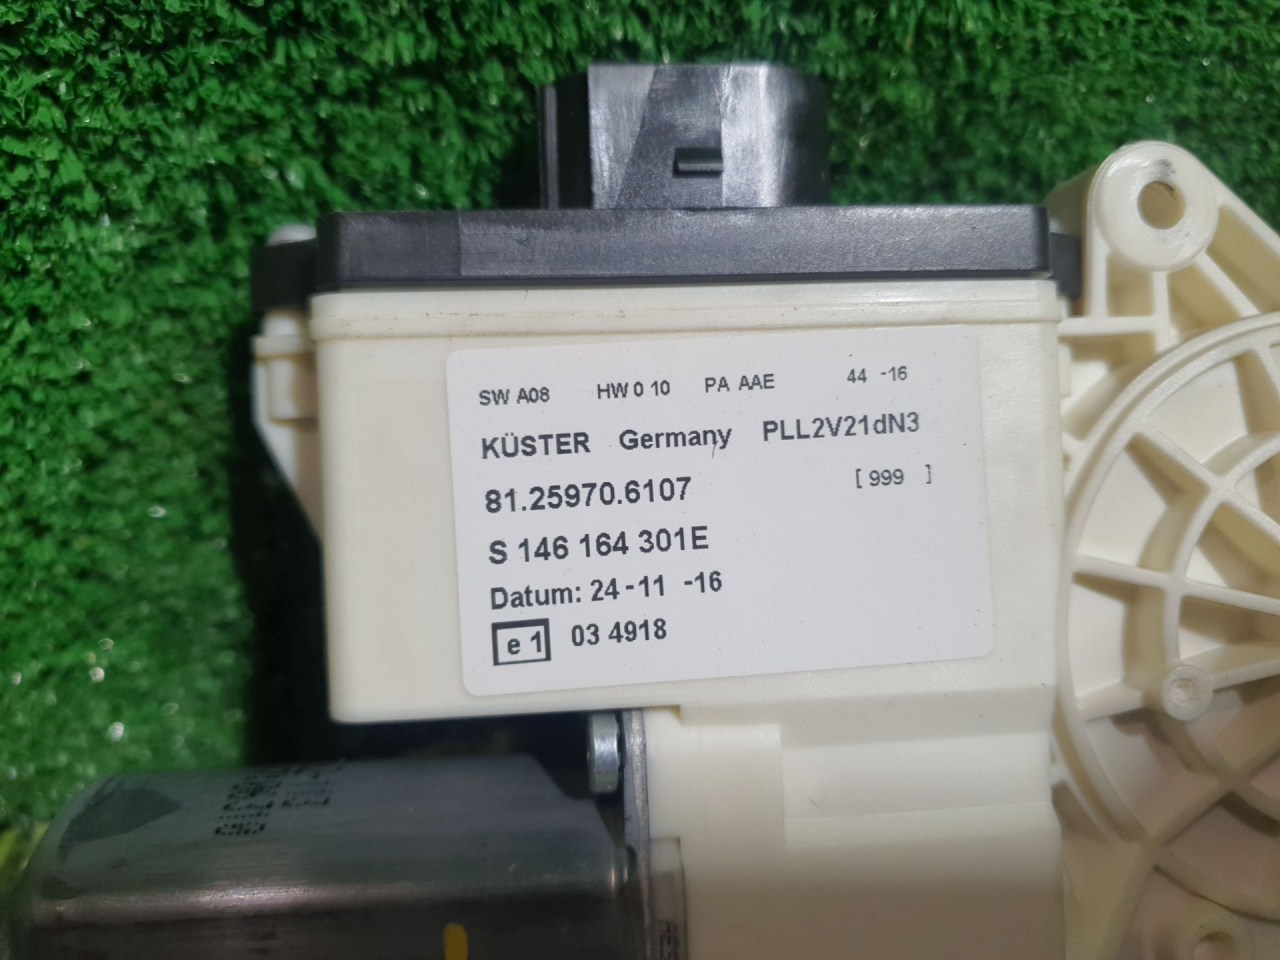 SW A08 HW 0 10 PA AAE 44 -16
KÜSTER Germany PLL2V21dN3
81.25970.6107 [ 999 ]
S 146 164 301E
Datum: 24-11 -16
e 1 03 4918